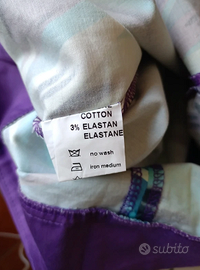 COTTON
3% ELASTAN
ELASTANE
no wash
iron medium
subito